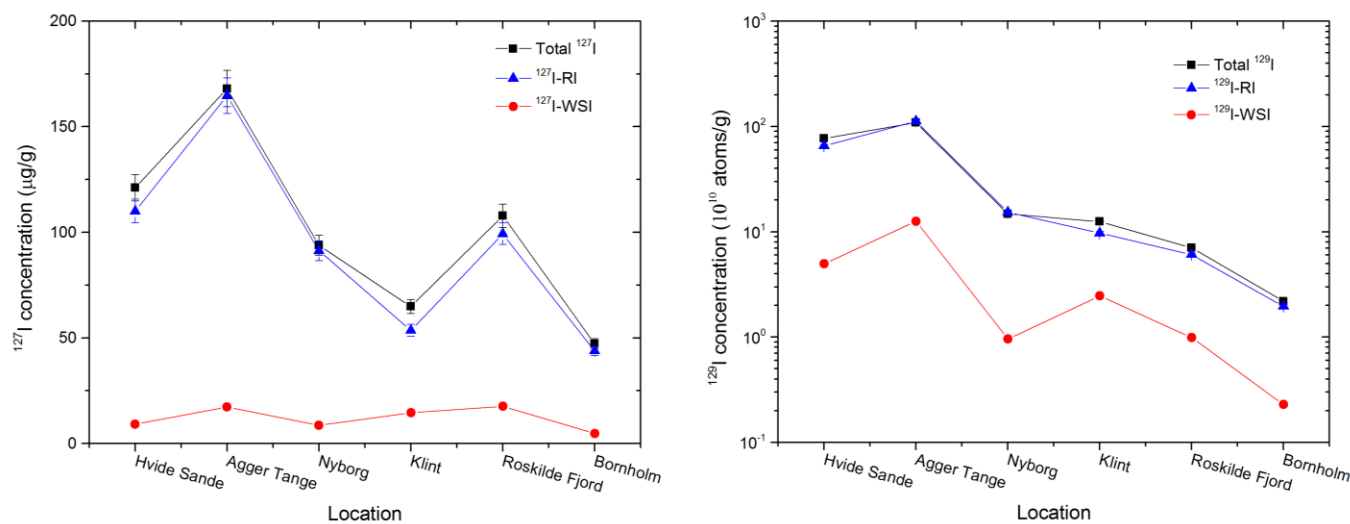 200
150
100
50
0
¹²⁷I concentration (µg/g)
Total ¹²⁷I
¹²⁷I-RI
¹²⁷I-WSI
Hvide Sande
Agger Tange
Nyborg
Klint
Roskilde Fjord
Bornholm
Location
10³
10²
10¹
10⁰
10⁻¹
¹²⁹I concentration (10¹⁰ atoms/g)
Total ¹²⁹I
¹²⁹I-RI
¹²⁹I-WSI
Hvide Sande
Agger Tange
Nyborg
Klint
Roskilde Fjord
Bornholm
Location